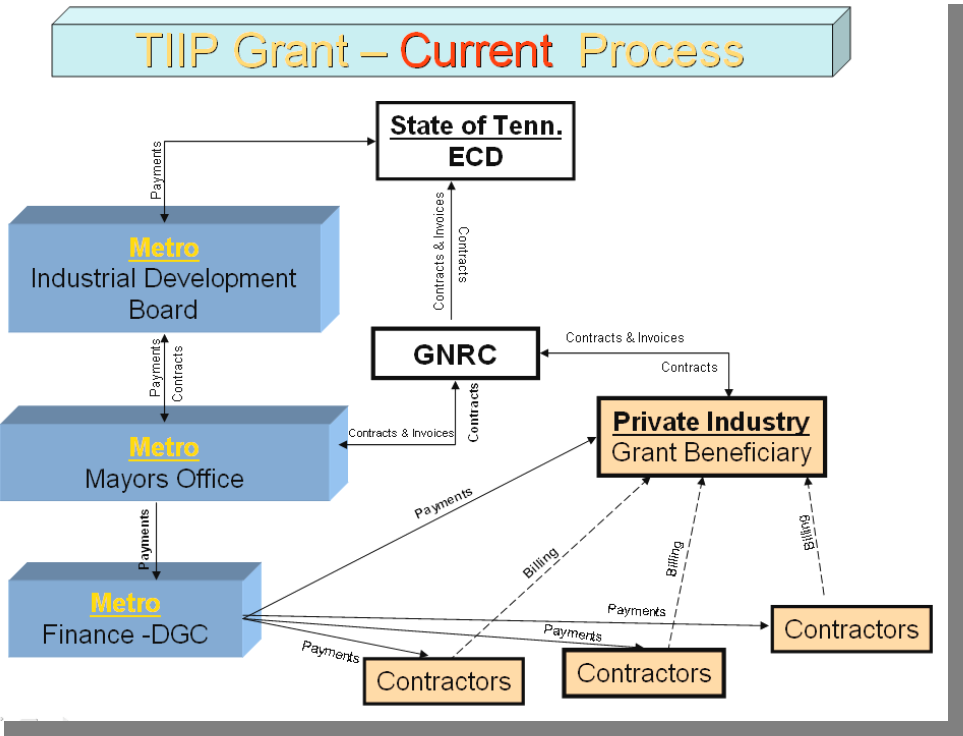 TIIP Grant – Current Process
State of Tenn.
ECD
Payments
Contracts & Invoices
Contracts
Metro
Industrial Development
Board
GNRC
Contracts & Invoices
Contracts
Payments
Contracts
Contracts & Invoices
Contracts
Private Industry
Grant Beneficiary
Metro
Mayors Office
Payments
Payments
Billing
Billing
Billing
Metro
Finance -DGC
Payments
Payments
Payments
Contractors
Contractors
Contractors